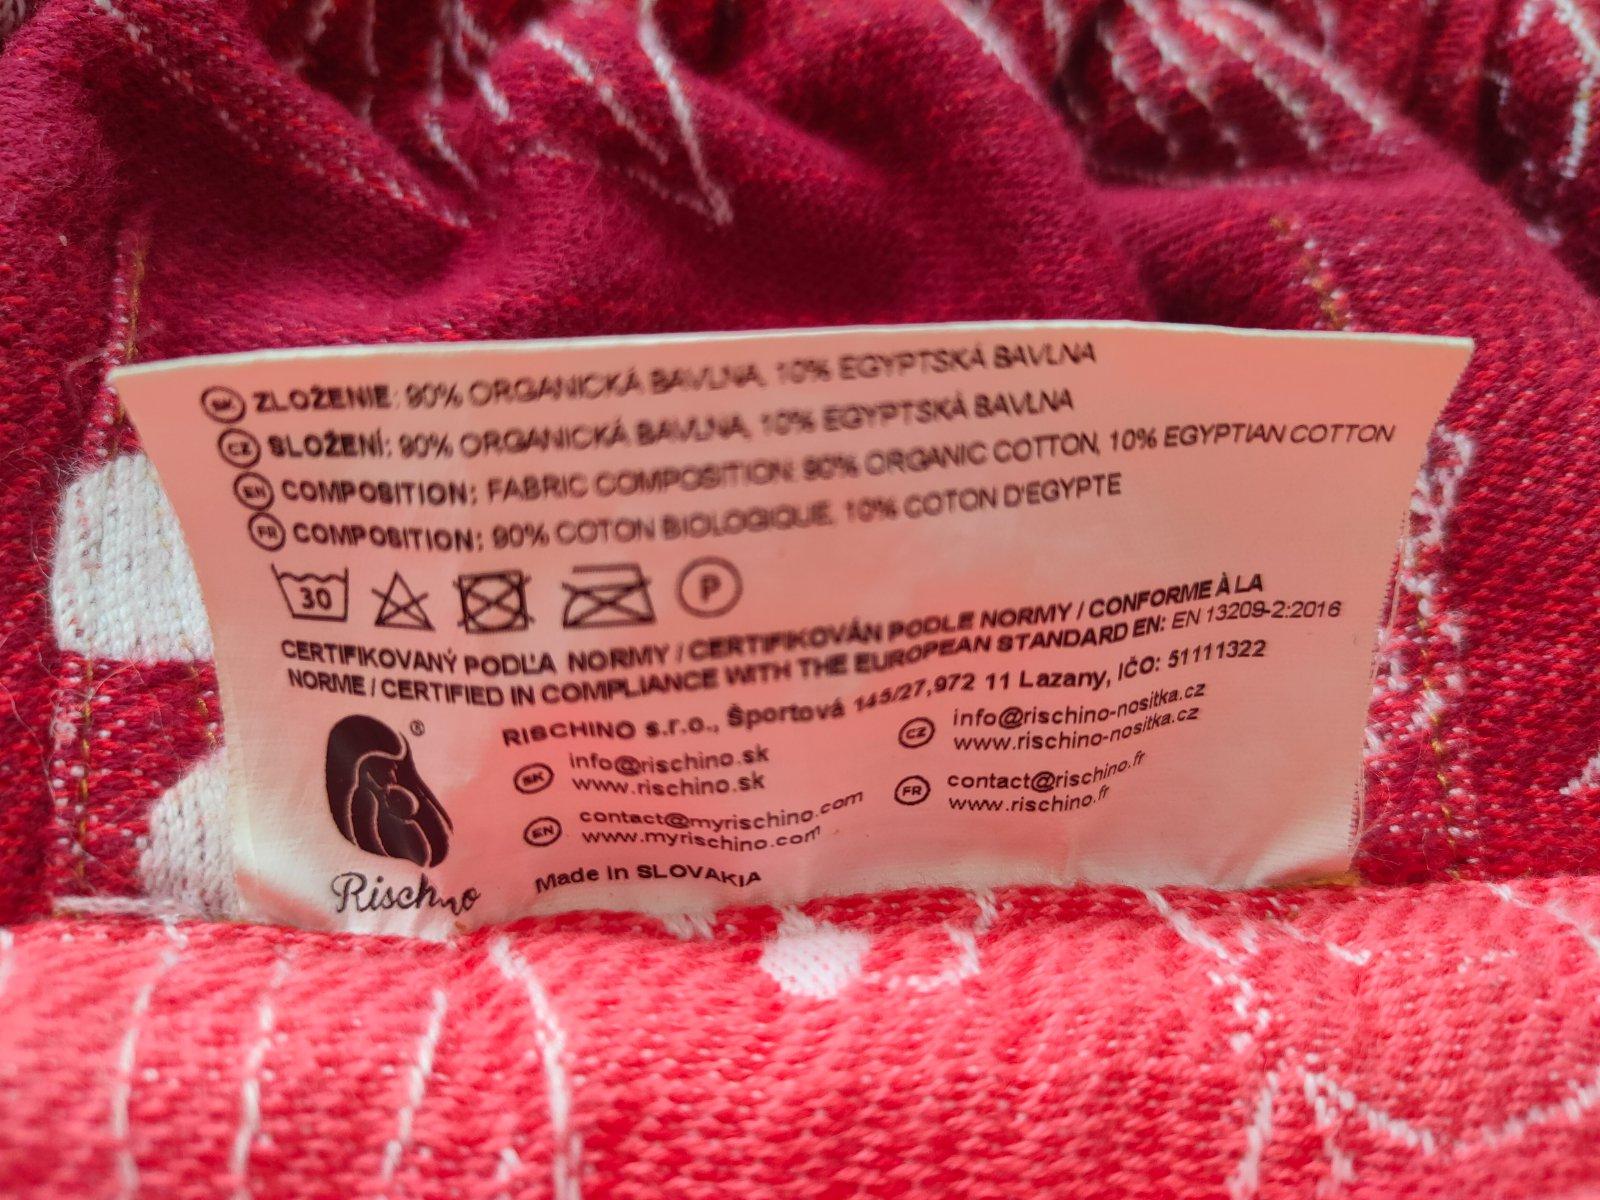 SK ZLOŽENIE: 90% ORGANICKÁ BAVLNA, 10% EGYPTSKÁ BAVLNA
CZ SLOŽENÍ: 90% ORGANICKÁ BAVLNA, 10% EGYPTSKÁ BAVLNA
EN COMPOSITION: FABRIC COMPOSITION: 90% ORGANIC COTTON, 10% EGYPTIAN COTTON
FR COMPOSITION: 90% COTON BIOLOGIQUE, 10% COTON D'EGYPTE
30 P
CERTIFIKOVANÝ PODĽA NORMY / CERTIFIKOVÁN PODLE NORMY / CONFORME À LA
NORME / CERTIFIED IN COMPLIANCE WITH THE EUROPEAN STANDARD EN: EN 13209-2:2016
RISCHINO s.r.o., Športová 145/27, 972 11 Lazany, IČO: 51111322
SK info@rischino.sk
www.rischino.sk
CZ info@rischino-nositka.cz
www.rischino-nositka.cz
EN contact@myrischino.com
www.myrischino.com
FR contact@rischino.fr
www.rischino.fr
®
Rischino
Made in SLOVAKIA